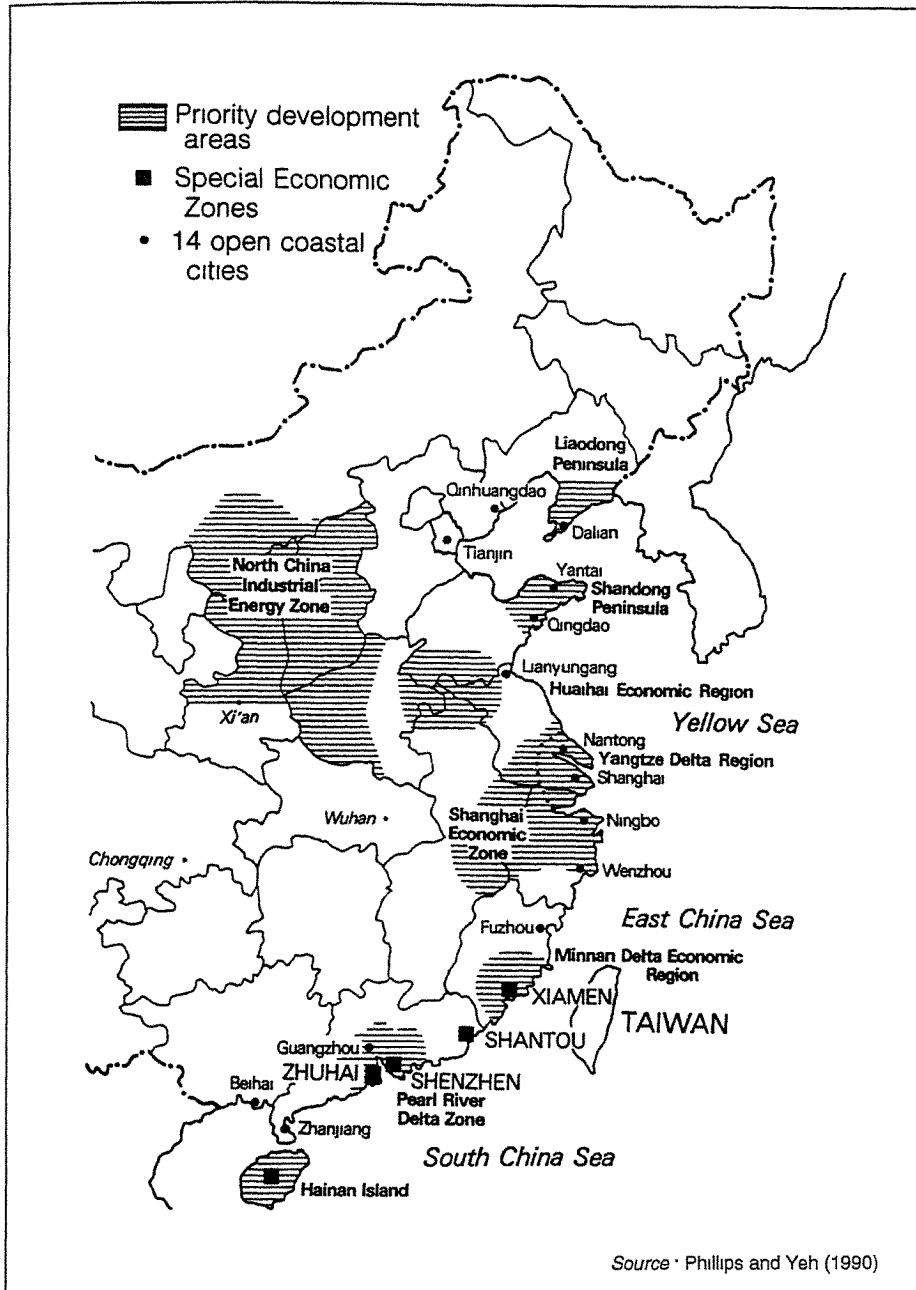 Priority development
areas
Special Economic
Zones
14 open coastal
cities
Liaodong
Peninsula
Qinhuangdao
Dalian
Tianjin
North China
Industrial
Energy Zone
Yantai
Shandong
Peninsula
Qingdao
Lianyungang
Huaihai Economic Region
Xi'an
Yellow Sea
Nantong
Yangtze Delta Region
Shanghai
Wuhan
Shanghai
Economic
Zone
Ningbo
Chongqing
Wenzhou
East China Sea
Fuzhou
Minnan Delta Economic
Region
XIAMEN
TAIWAN
SHANTOU
Guangzhou
ZHUHAI
SHENZHEN
Beihai
Pearl River
Delta Zone
Zhanjiang
South China Sea
Hainan Island
Source · Phillips and Yeh (1990)